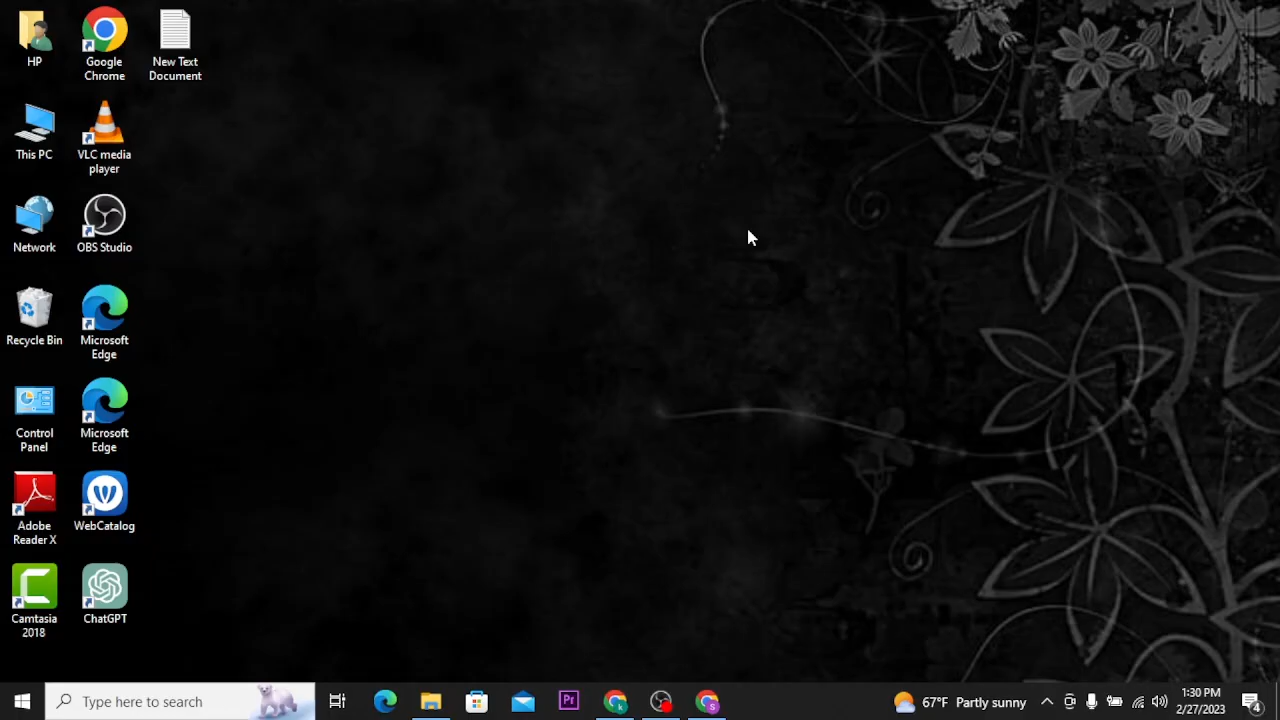 HP
Google
Chrome
New Text
Document
This PC
VLC media
player
Network
OBS Studio
Recycle Bin
Microsoft
Edge
Control
Panel
Microsoft
Edge
Adobe
Reader X
WebCatalog
Camtasia
2018
ChatGPT
Type here to search
Pr
k
s
67°F Partly sunny
1:30 PM
2/27/2023
4